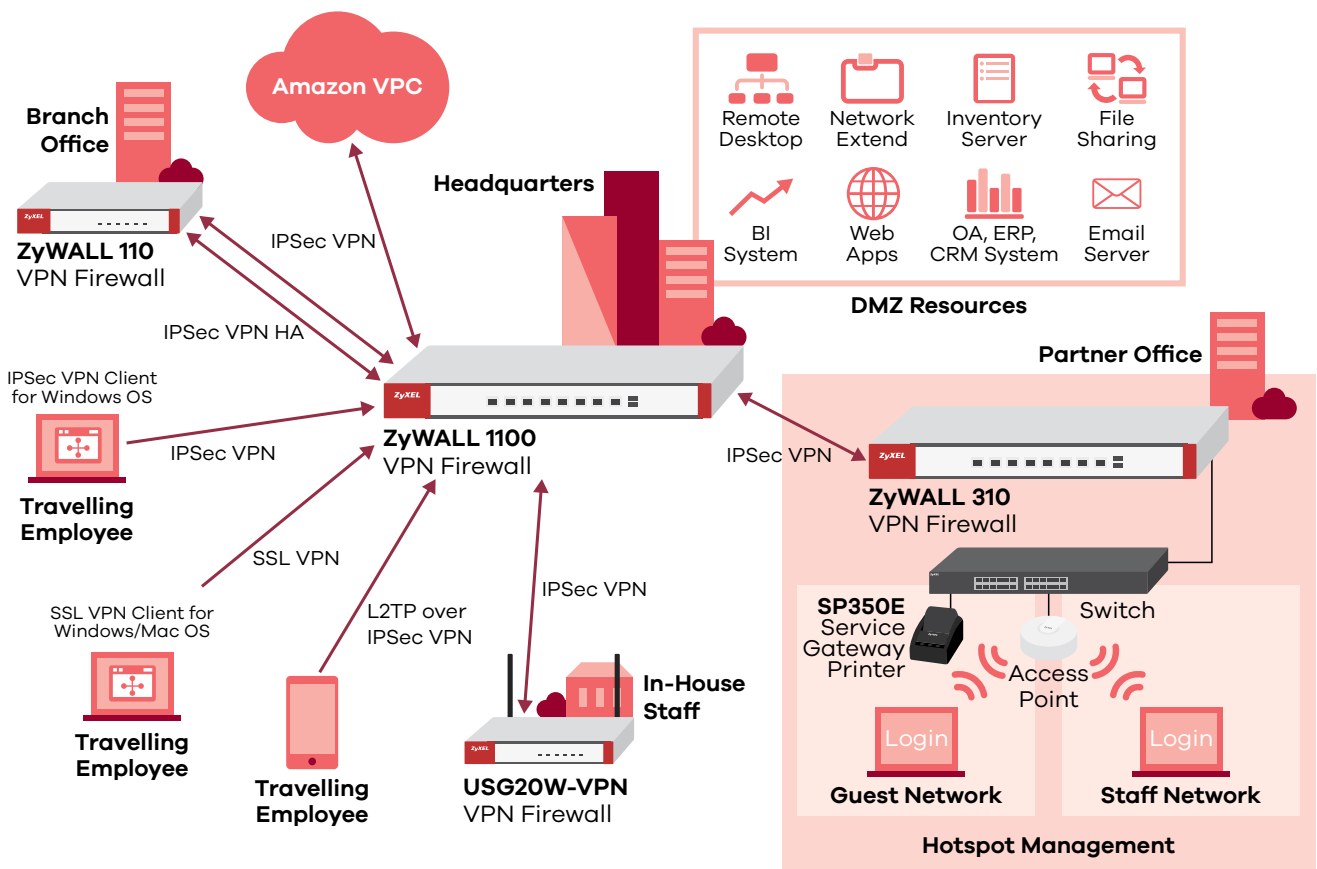 Amazon VPC
Branch
Office
ZyXEL
ZyWALL 110
VPN Firewall
IPSec VPN
IPSec VPN HA
Headquarters
Remote
Desktop
Network
Extend
Inventory
Server
File
Sharing
BI
System
Web
Apps
OA, ERP,
CRM System
Email
Server
DMZ Resources
IPSec VPN Client
for Windows OS
IPSec VPN
Travelling
Employee
ZyXEL
ZyWALL 1100
VPN Firewall
SSL VPN
SSL VPN Client for
Windows/Mac OS
Travelling
Employee
L2TP over
IPSec VPN
Travelling
Employee
IPSec VPN
In-House
Staff
ZyXEL
USG20W-VPN
VPN Firewall
IPSec VPN
Partner Office
ZyXEL
ZyWALL 310
VPN Firewall
Switch
SP350E
Service
Gateway
Printer
Access
Point
Login
Guest Network
Login
Staff Network
Hotspot Management